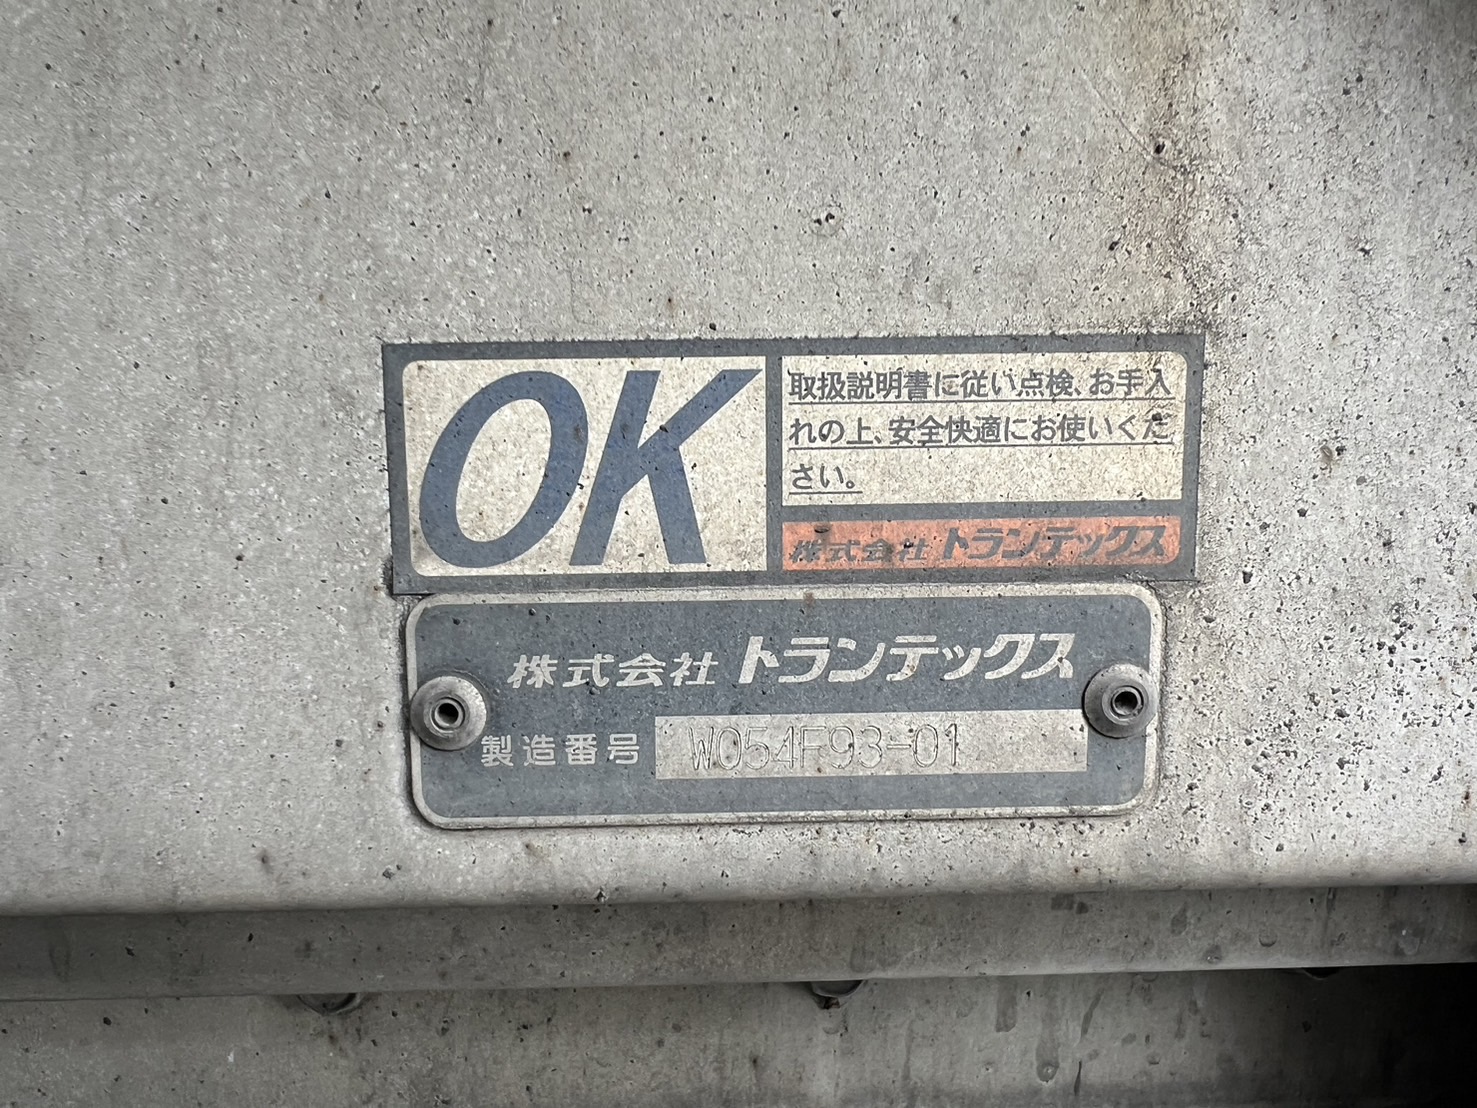 OK
取扱説明書に従い点検、お手入
れの上、安全快適にお使いくだ
さい。
株式会社 トランテックス
株式会社 トランテックス
製造番号 W054F93-01